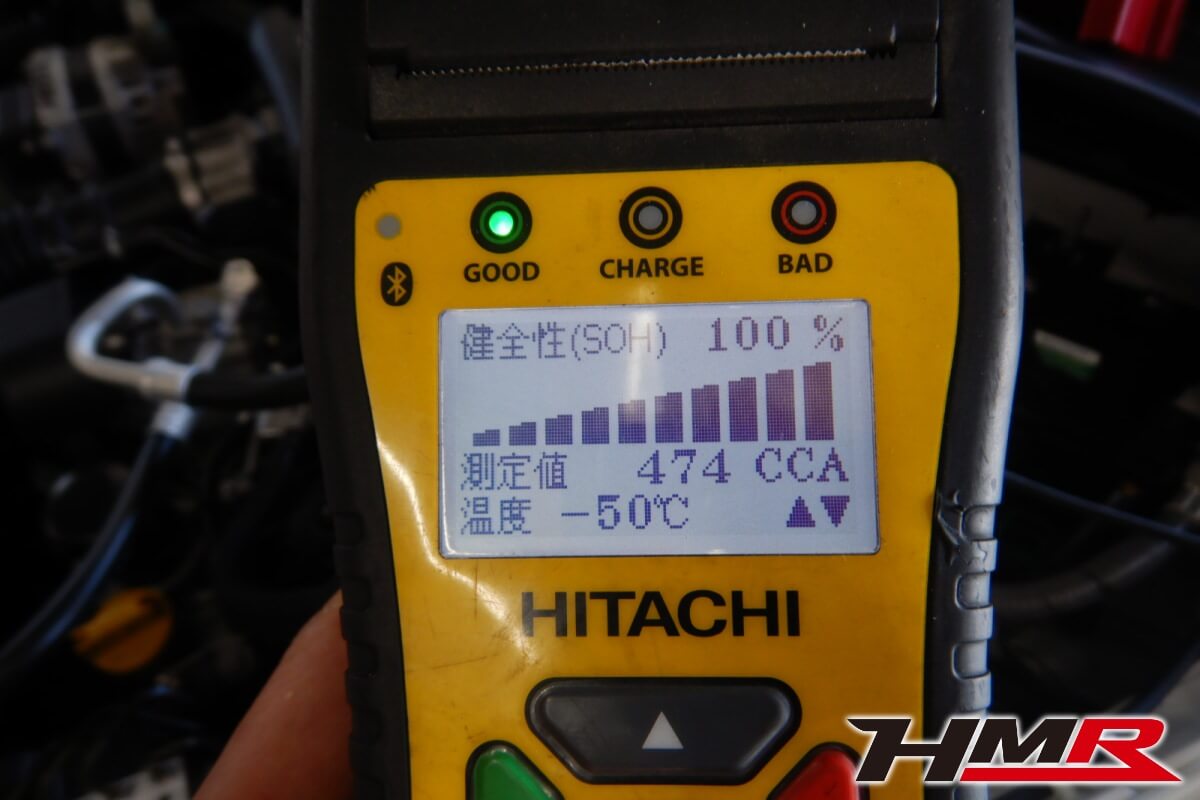 GOOD CHARGE BAD
健全性(SOH) 100 %
測定値 474 CCA
温度 -50℃
HITACHI
HMR